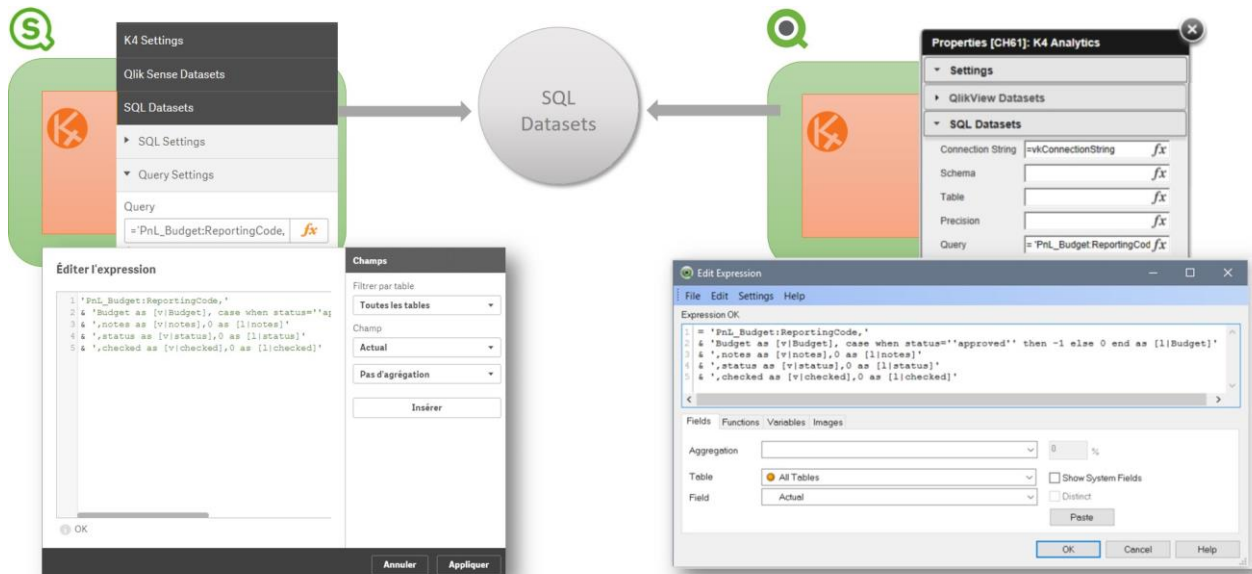 K4 Settings
Qlik Sense Datasets
SQL Datasets
SQL Settings
Query Settings
Query
='PnL_Budget:ReportingCode, fx
SQL
Datasets
Properties [CH61]: K4 Analytics
Settings
QlikView Datasets
SQL Datasets
Connection String =vkConnectionString fx
Schema fx
Table fx
Precision fx
Query = 'PnL_Budget:ReportingCod fx
Éditer l'expression
1 'PnL_Budget:ReportingCode,'
2 & 'Budget as [v|Budget], case when status=''ap
3 & ',notes as [v|notes],0 as [l|notes]'
4 & ',status as [v|status],0 as [l|status]'
5 & ',checked as [v|checked],0 as [l|checked]'
OK
Champs
Filtrer par table
Toutes les tables
Champ
Actual
Pas d'agrégation
Insérer
Annuler Appliquer
Edit Expression
File Edit Settings Help
Expression OK
1 = 'PnL_Budget:ReportingCode,'
2 & 'Budget as [v|Budget], case when status=''approved'' then -1 else 0 end as [l|Budget]'
3 & ',notes as [v|notes],0 as [l|notes]'
4 & ',status as [v|status],0 as [l|status]'
5 & ',checked as [v|checked],0 as [l|checked]'
Fields Functions Variables Images
Aggregation 0 %
Table All Tables Show System Fields
Field Actual Distinct
Paste
OK Cancel Help